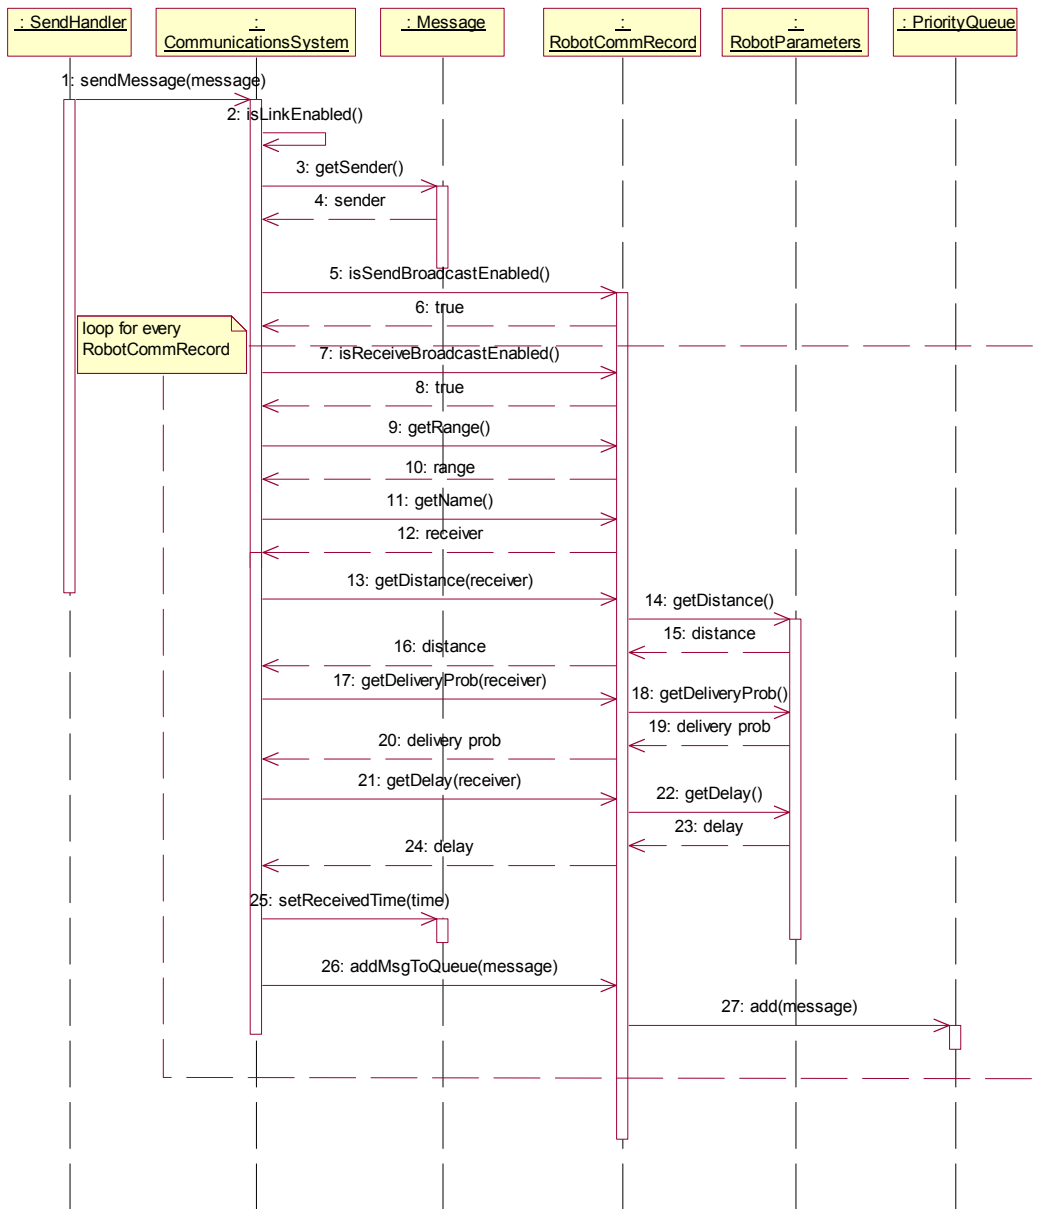 : SendHandler
:
CommunicationsSystem
: Message
:
RobotCommRecord
:
RobotParameters
: PriorityQueue
1: sendMessage(message)
2: isLinkEnabled()
3: getSender()
4: sender
5: isSendBroadcastEnabled()
6: true
loop for every
RobotCommRecord
7: isReceiveBroadcastEnabled()
8: true
9: getRange()
10: range
11: getName()
12: receiver
13: getDistance(receiver)
14: getDistance()
15: distance
16: distance
17: getDeliveryProb(receiver)
18: getDeliveryProb()
19: delivery prob
20: delivery prob
21: getDelay(receiver)
22: getDelay()
23: delay
24: delay
25: setReceivedTime(time)
26: addMsgToQueue(message)
27: add(message)